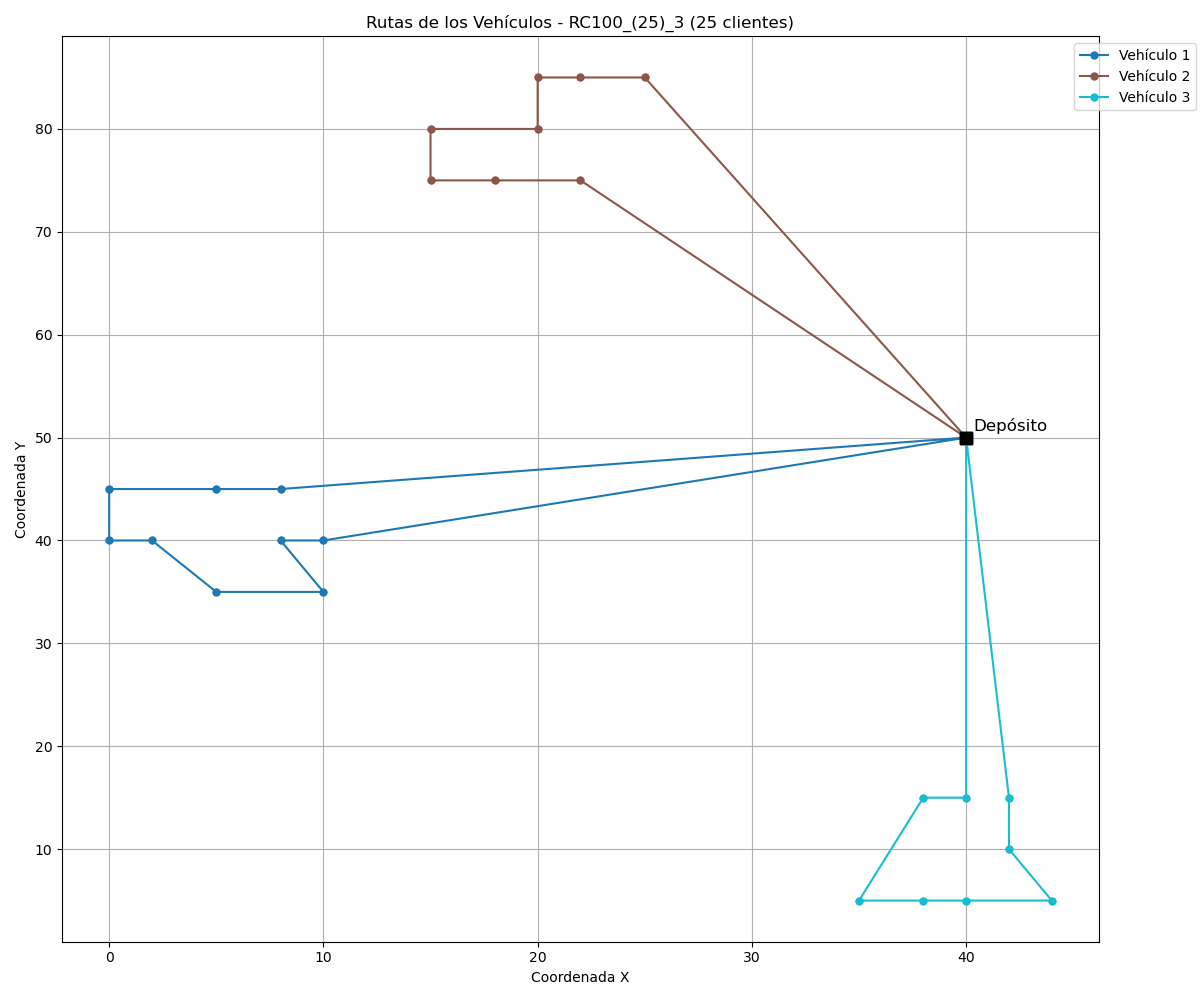 Rutas de los Vehículos - RC100_(25)_3 (25 clientes)
Vehículo 1
Vehículo 2
Vehículo 3
80
70
60
50
40
30
20
10
Coordenada Y
Depósito
0 10 20 30 40
Coordenada X